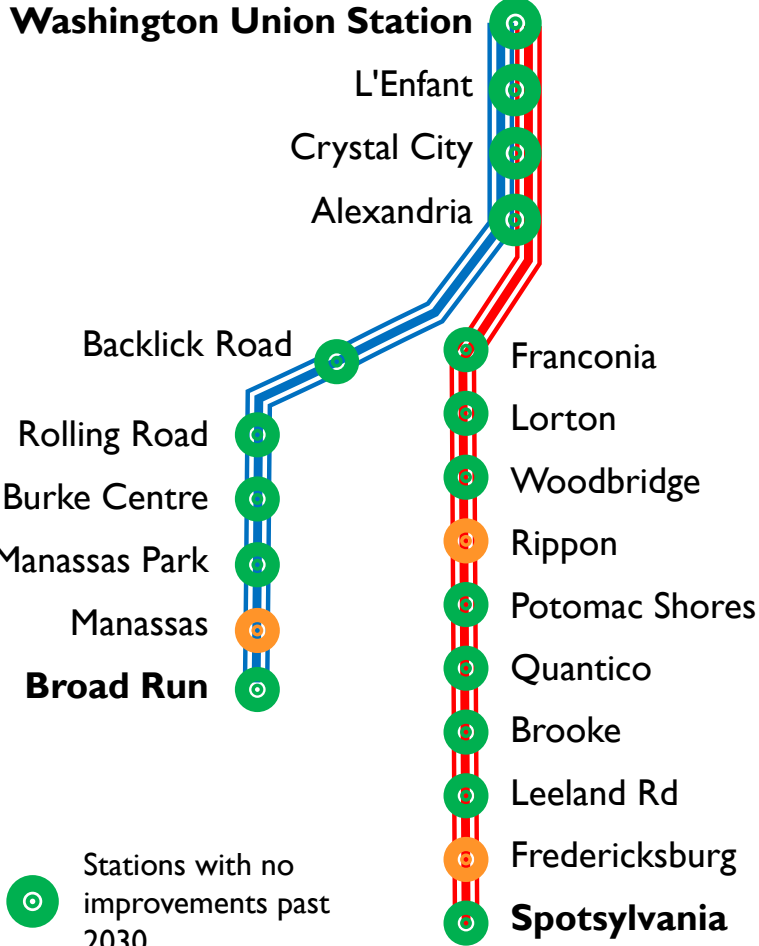 Washington Union Station
L'Enfant
Crystal City
Alexandria
Backlick Road
Rolling Road
Burke Centre
Manassas Park
Manassas
Broad Run
Franconia
Lorton
Woodbridge
Rippon
Potomac Shores
Quantico
Brooke
Leeland Rd
Fredericksburg
Spotsylvania
Stations with no
improvements past
2030